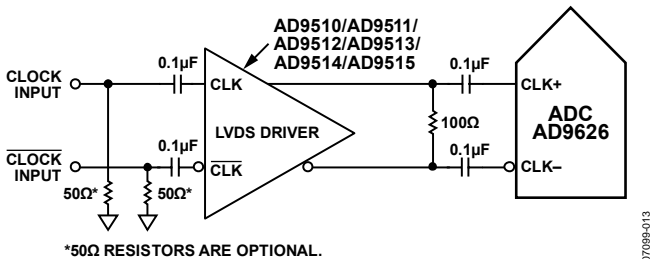 AD9510/AD9511/
AD9512/AD9513/
AD9514/AD9515
CLOCK
INPUT
0.1µF
CLK
LVDS DRIVER
CLOCK
INPUT
0.1µF
CLK
50Ω*
50Ω*
100Ω
0.1µF
0.1µF
CLK+
ADC
AD9626
CLK–
*50Ω RESISTORS ARE OPTIONAL.
07099-013